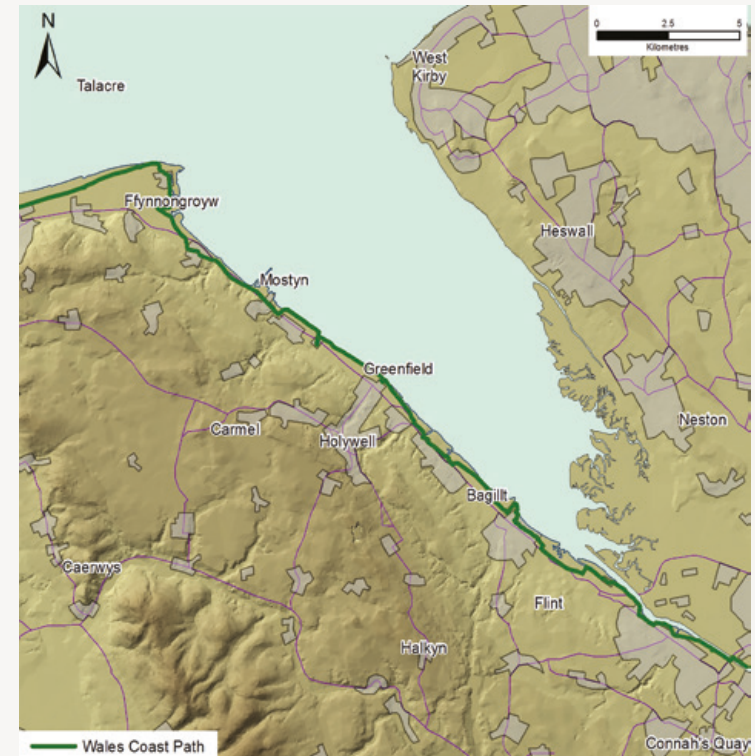 N
0 2.5 5
Kilometres
West
Kirby
Talacre
Ffynnongroyw
Heswall
Mostyn
Greenfield
Neston
Carmel
Holywell
Bagillt
Caerwys
Flint
Halkyn
Wales Coast Path
Connah's Quay